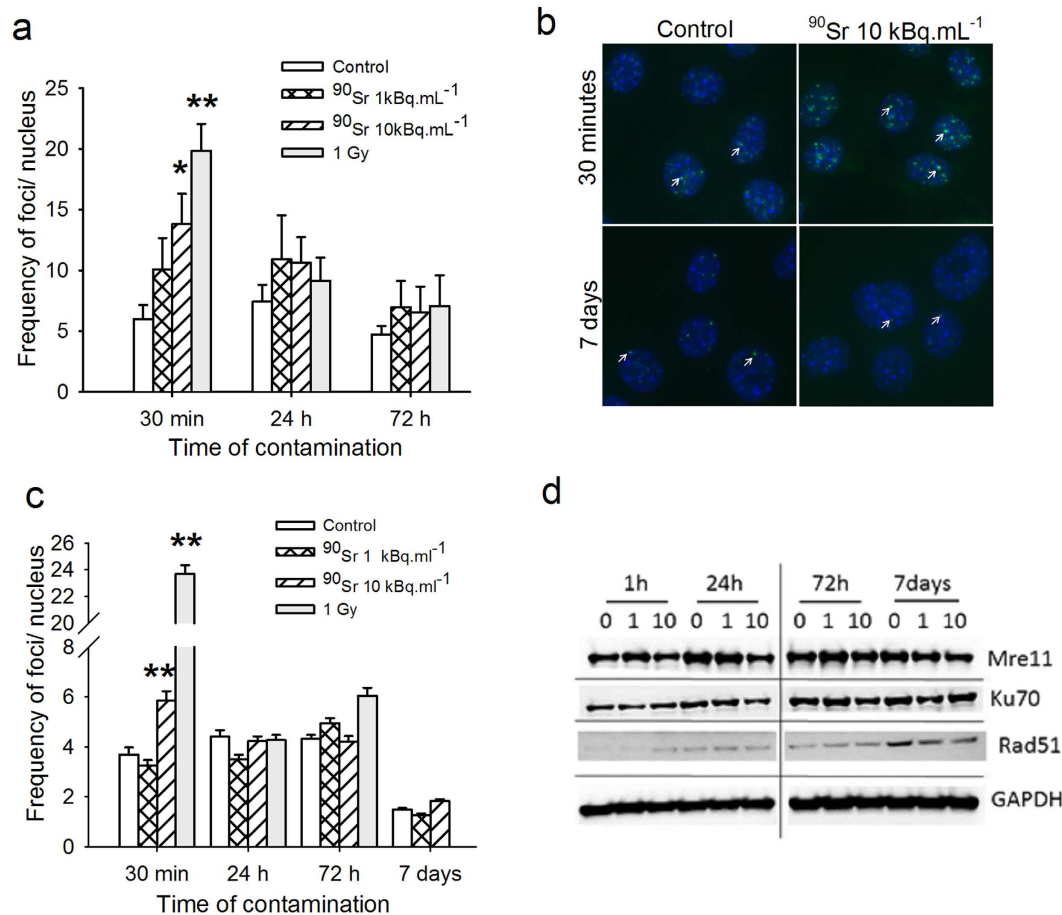 a
Control
⁹⁰Sr 1kBq.mL⁻¹
⁹⁰Sr 10kBq.mL⁻¹
1 Gy
25
20
15
10
5
0
**
*
Frequency of foci/ nucleus
30 min 24 h 72 h
Time of contamination
b
Control ⁹⁰Sr 10 kBq.mL⁻¹
30 minutes
7 days
c
Control
⁹⁰Sr 1 kBq.ml⁻¹
⁹⁰Sr 10 kBq.ml⁻¹
1 Gy
26
24
22
20
8
6
4
2
0
**
**
Frequency of foci/ nucleus
30 min 24 h 72 h 7 days
Time of contamination
d
1h 24h 72h 7days
0 1 10 0 1 10 0 1 10 0 1 10
Mre11
Ku70
Rad51
GAPDH